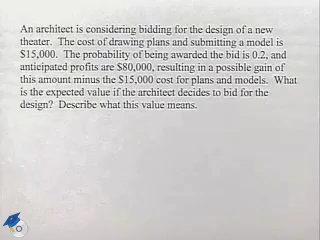 An architect is considering bidding for the design of a new
theater. The cost of drawing plans and submitting a model is
$15,000. The probability of being awarded the bid is 0.2, and
anticipated profits are $80,000, resulting in a possible gain of
this amount minus the $15,000 cost for plans and models. What
is the expected value if the architect decides to bid for the
design? Describe what this value means.